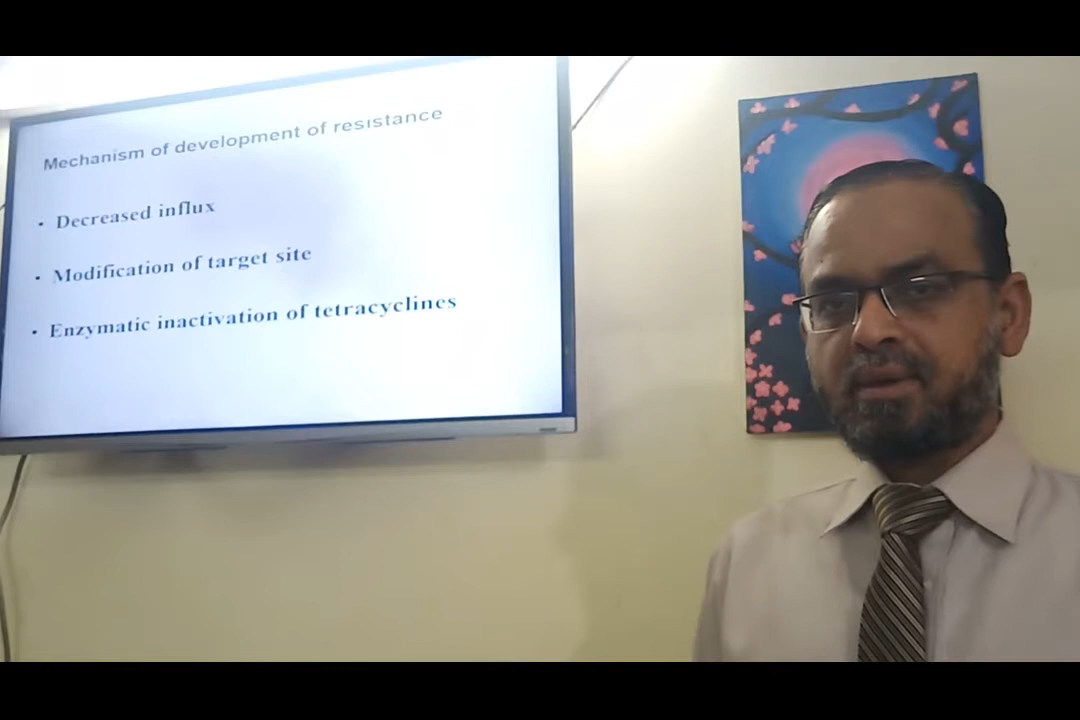 Mechanism of development of resistance
• Decreased influx
• Modification of target site
• Enzymatic inactivation of tetracyclines